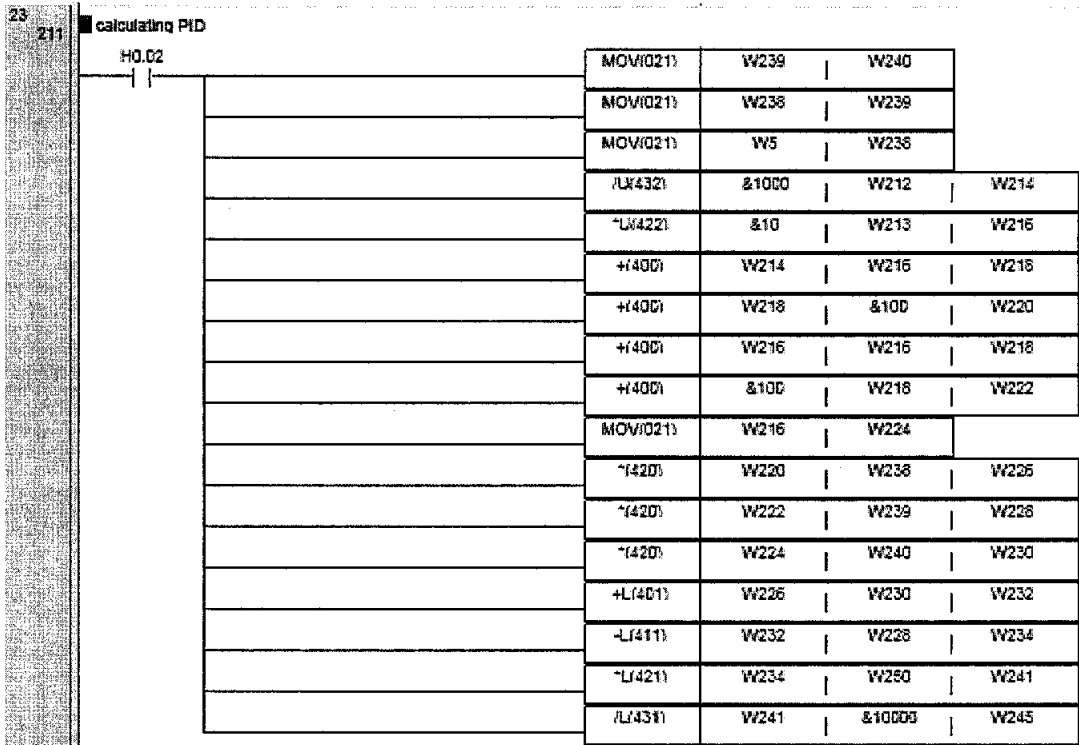 23
211
calculating PID
H0.02
MOV(021) W239 W240
MOV(021) W238 W239
MOV(021) W5 W238
/U(432) &1000 W212 W214
*U(422) &10 W213 W216
+(400) W214 W216 W218
+(400) W218 &100 W220
+(400) W216 W216 W218
+(400) &100 W218 W222
MOV(021) W216 W224
*(420) W220 W238 W226
*(420) W222 W239 W228
*(420) W224 W240 W230
+L(401) W226 W230 W232
-L(411) W232 W228 W234
*L(421) W234 W250 W241
/L(431) W241 &10000 W245